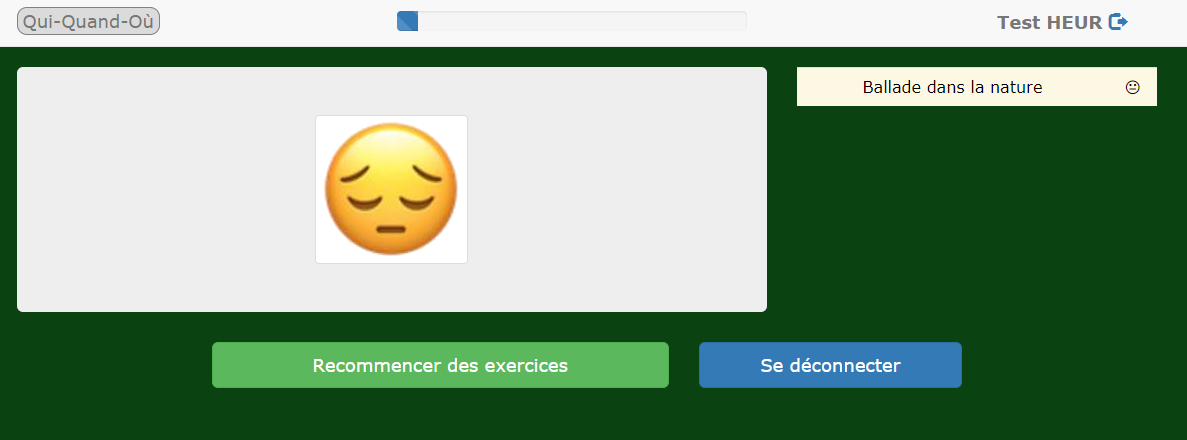 Qui-Quand-Où
Test HEUR
Ballade dans la nature
Recommencer des exercices
Se déconnecter